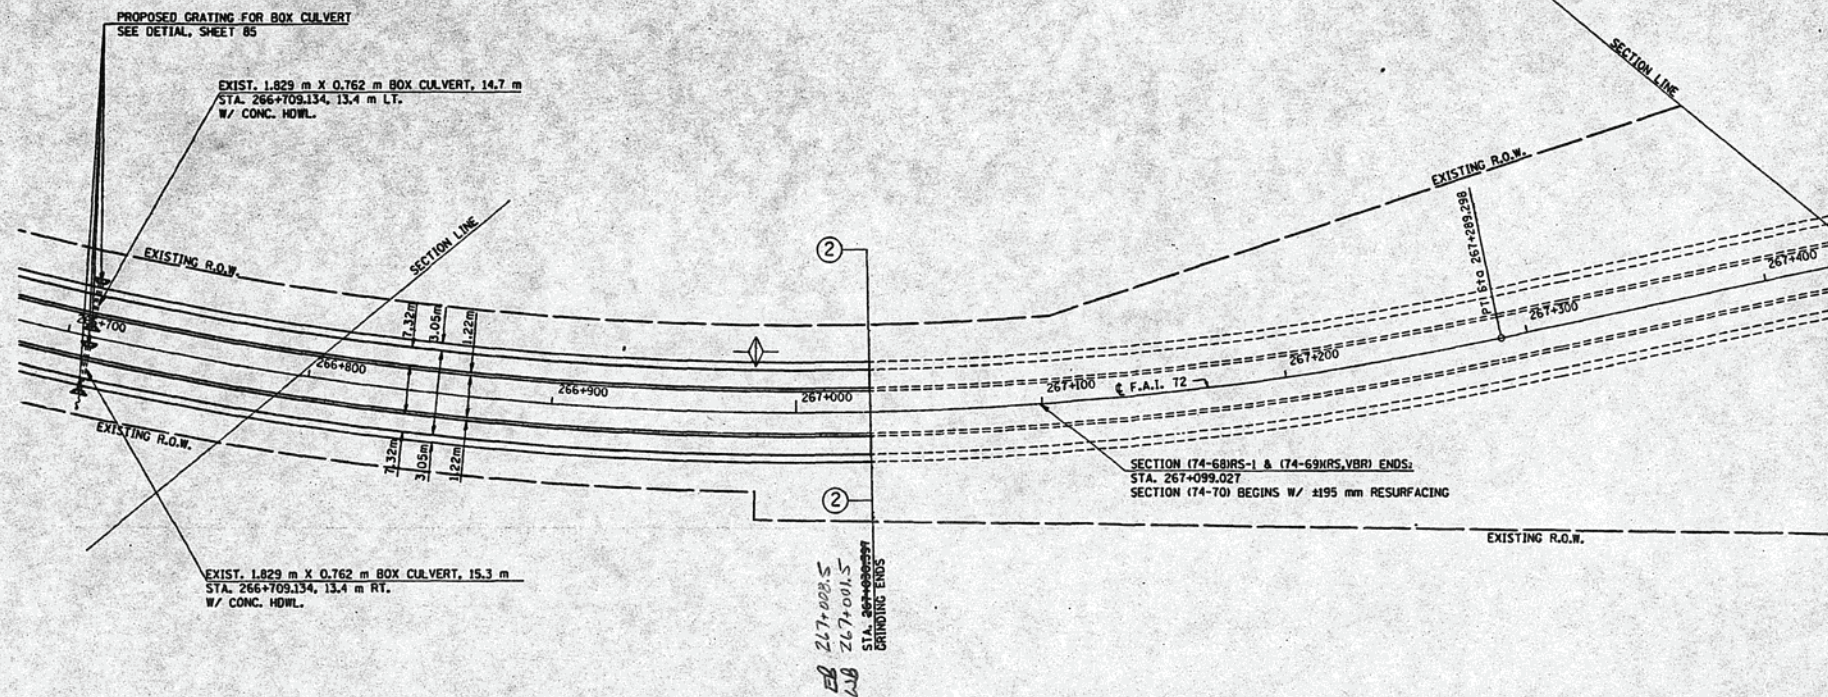 PROPOSED GRATING FOR BOX CULVERT
SEE DETIAL, SHEET 85
EXIST. 1.829 m X 0.762 m BOX CULVERT, 14.7 m
STA. 266+709.134, 13.4 m LT.
W/ CONC. HDWL.
SECTION LINE
EXISTING R.O.W.
SECTION LINE
EXISTING R.O.W.
PTI Sta 267+289.298
2
7.32m
3.05m
1.22m
+700
266+800
266+900
267+000
267+100
℄ F.A.I. 72
267+200
267+300
267+400
EXISTING R.O.W.
7.32m
3.05m
1.22m
SECTION (74-68)RS-1 & (74-69)(RS,VBR) ENDS:
STA. 267+099.027
SECTION (74-70) BEGINS W/ ±195 mm RESURFACING
2
EXISTING R.O.W.
EXIST. 1.829 m X 0.762 m BOX CULVERT, 15.3 m
STA. 266+709.134, 13.4 m RT.
W/ CONC. HDWL.
EB 267+008.5
WB 267+001.5
STA.
GRINDING ENDS